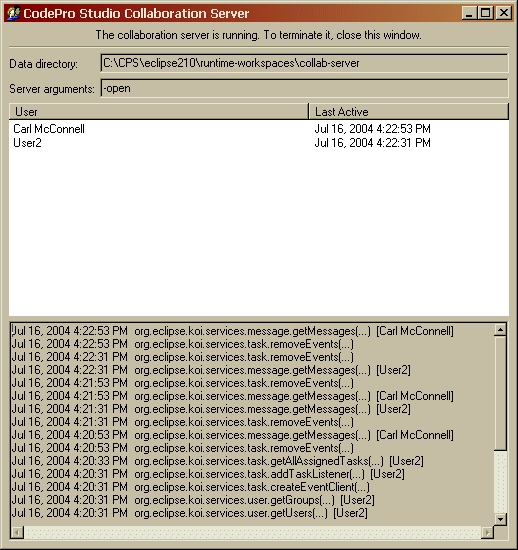 CodePro Studio Collaboration Server
The collaboration server is running. To terminate it, close this window.
Data directory: C:\CPS\eclipse210\runtime-workspaces\collab-server
Server arguments: -open
User Last Active
Carl McConnell Jul 16, 2004 4:22:53 PM
User2 Jul 16, 2004 4:22:31 PM
Jul 16, 2004 4:22:53 PM org.eclipse.koi.services.message.getMessages(...) [Carl McConnell]
Jul 16, 2004 4:22:53 PM org.eclipse.koi.services.task.removeEvents(...)
Jul 16, 2004 4:22:31 PM org.eclipse.koi.services.task.removeEvents(...)
Jul 16, 2004 4:22:31 PM org.eclipse.koi.services.message.getMessages(...) [User2]
Jul 16, 2004 4:21:53 PM org.eclipse.koi.services.task.removeEvents(...)
Jul 16, 2004 4:21:53 PM org.eclipse.koi.services.message.getMessages(...) [Carl McConnell]
Jul 16, 2004 4:21:31 PM org.eclipse.koi.services.message.getMessages(...) [User2]
Jul 16, 2004 4:21:31 PM org.eclipse.koi.services.task.removeEvents(...)
Jul 16, 2004 4:20:53 PM org.eclipse.koi.services.message.getMessages(...) [Carl McConnell]
Jul 16, 2004 4:20:53 PM org.eclipse.koi.services.task.removeEvents(...)
Jul 16, 2004 4:20:33 PM org.eclipse.koi.services.task.getAllAssignedTasks(...) [User2]
Jul 16, 2004 4:20:31 PM org.eclipse.koi.services.task.addTaskListener(...) [User2]
Jul 16, 2004 4:20:31 PM org.eclipse.koi.services.task.createEventClient(...)
Jul 16, 2004 4:20:31 PM org.eclipse.koi.services.user.getGroups(...) [User2]
Jul 16, 2004 4:20:31 PM org.eclipse.koi.services.user.getUsers(...) [User2]